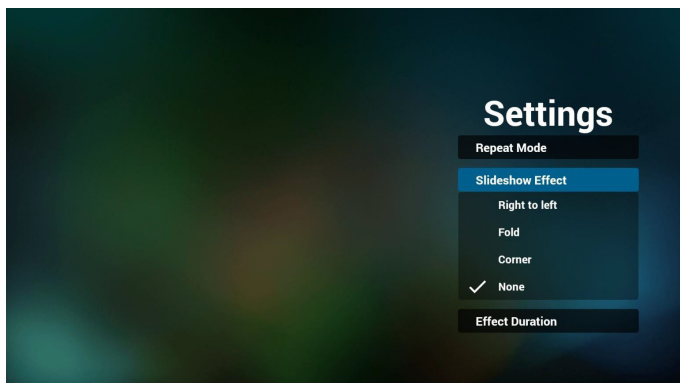 Settings
Repeat Mode
Slideshow Effect
Right to left
Fold
Corner
None
Effect Duration